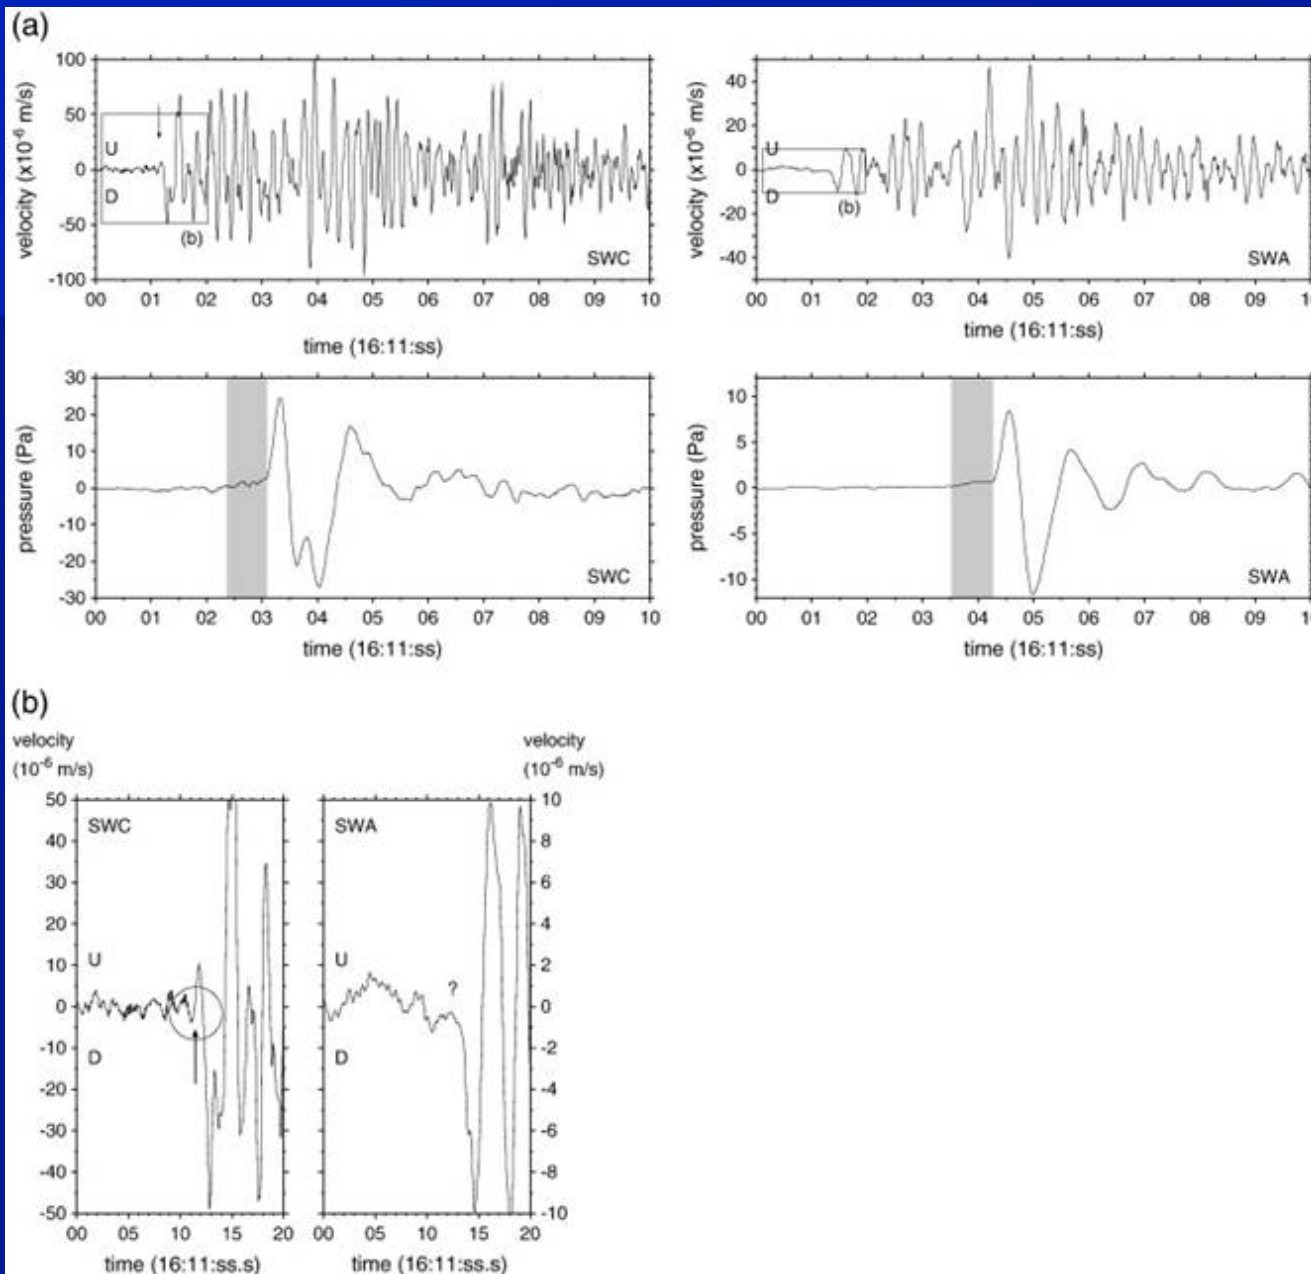 (a)
100
50
0
-50
-100
velocity (x10⁻⁶ m/s)
U
D
(b)
SWC
00 01 02 03 04 05 06 07 08 09 10
time (16:11:ss)
40
20
0
-20
-40
velocity (x10⁻⁶ m/s)
U
D
(b)
SWA
00 01 02 03 04 05 06 07 08 09 10
time (16:11:ss)
30
20
10
0
-10
-20
-30
pressure (Pa)
SWC
00 01 02 03 04 05 06 07 08 09 10
time (16:11:ss)
10
5
0
-5
-10
pressure (Pa)
SWA
00 01 02 03 04 05 06 07 08 09 10
time (16:11:ss)
(b)
velocity
(10⁻⁶ m/s)
50
40
30
20
10
0
-10
-20
-30
-40
-50
SWC
U
D
00 05 10 15 20
time (16:11:ss.s)
velocity
(10⁻⁶ m/s)
10
8
6
4
2
0
-2
-4
-6
-8
-10
SWA
U
?
D
00 05 10 15 20
time (16:11:ss.s)